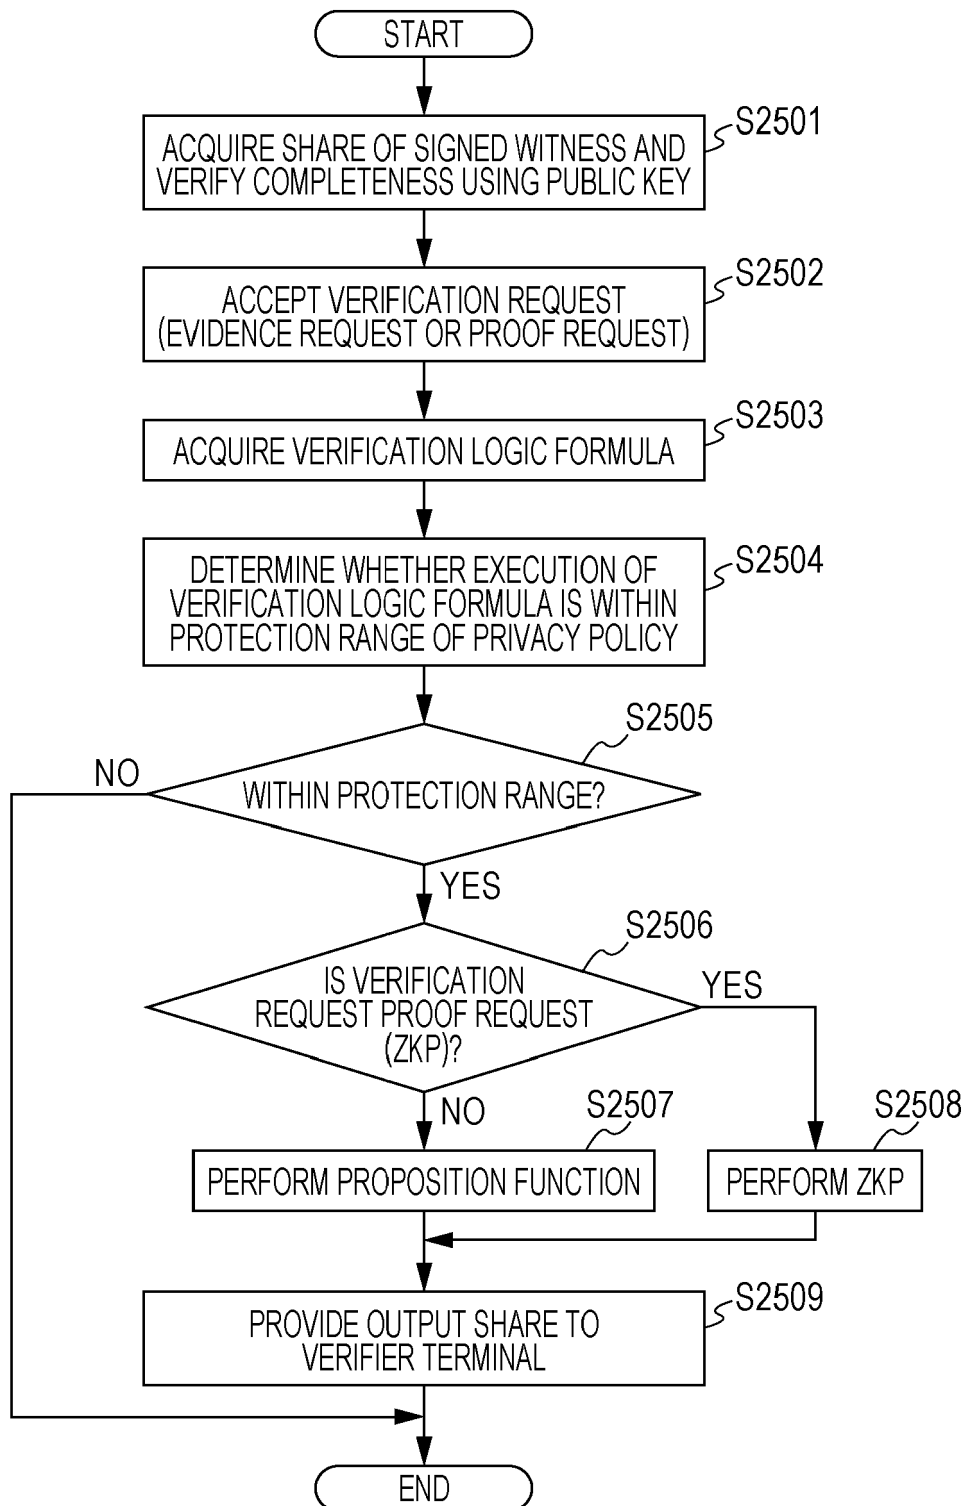 START
S2501
ACQUIRE SHARE OF SIGNED WITNESS AND
VERIFY COMPLETENESS USING PUBLIC KEY
S2502
ACCEPT VERIFICATION REQUEST
(EVIDENCE REQUEST OR PROOF REQUEST)
S2503
ACQUIRE VERIFICATION LOGIC FORMULA
S2504
DETERMINE WHETHER EXECUTION OF
VERIFICATION LOGIC FORMULA IS WITHIN
PROTECTION RANGE OF PRIVACY POLICY
S2505
NO
WITHIN PROTECTION RANGE?
YES
S2506
IS VERIFICATION
REQUEST PROOF REQUEST
(ZKP)?
YES
NO
S2507
S2508
PERFORM PROPOSITION FUNCTION
PERFORM ZKP
S2509
PROVIDE OUTPUT SHARE TO
VERIFIER TERMINAL
END